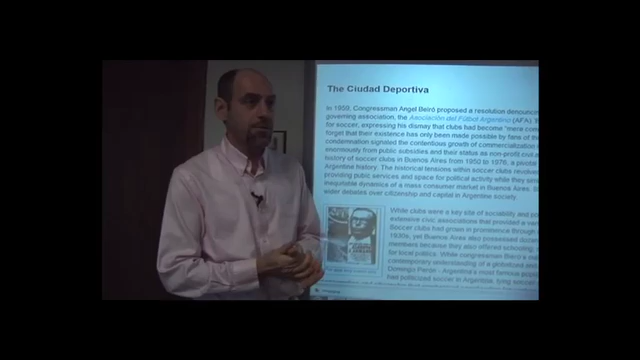 The Ciudad Deportiva
In 1959, Congressman Angel Beiró proposed a resolution denouncing
governing association, the Asociación del Fútbol Argentino (AFA).
for soccer, expressing his dismay that clubs had become 'mera com
forget that their existence has only been made possible by fans of the
condemnation signaled the contentious growth of commercialization
enormously from public subsidies and their status as non-profit civic
history of soccer clubs in Buenos Aires from 1950 to 1976, a pivotal
Argentine history. The historical tensions within soccer clubs revolved
providing public services and space for political activity while they
inequitable dynamics of a mass consumer market in Buenos Aires.
wider debates over citizenship and capital in Argentine society.
While clubs were a key site of sociability and po
extensive civic associations that provided a vari
Soccer clubs had grown in prominence through
1930s, yet Buenos Aires also possessed
members because they also offered schooling
for local politics. While congressman Beiró's
contemporary understanding of a globalized
Domingo Perón - Argentina's most famous popu
has politicized soccer in Argentina, tying soccer